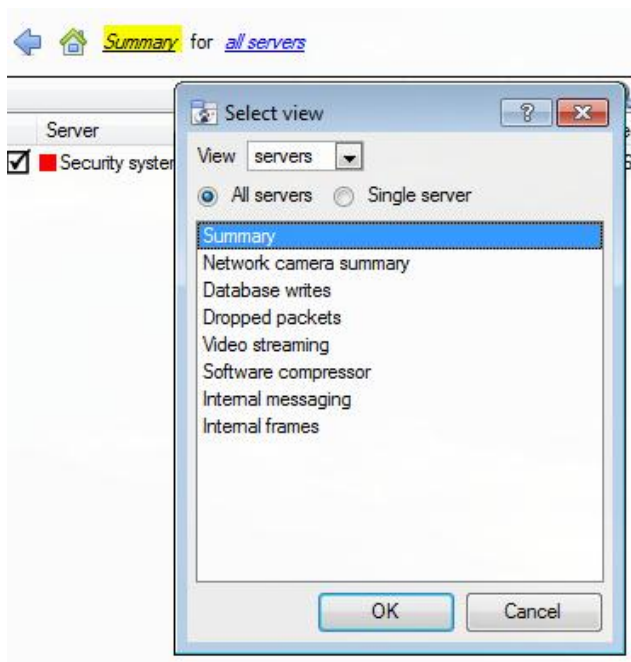 Summary for all servers
Select view
?
Server
View servers
Security system
All servers Single server
Summary
Network camera summary
Database writes
Dropped packets
Video streaming
Software compressor
Internal messaging
Internal frames
OK Cancel